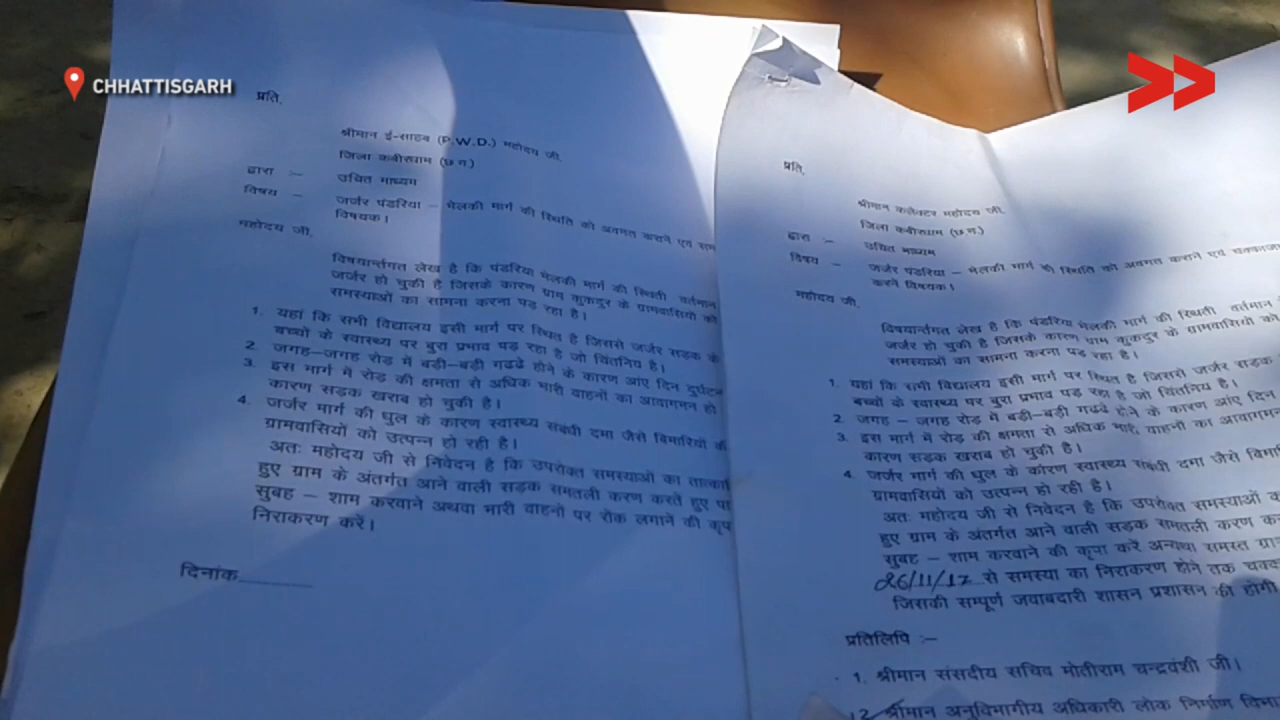 CHHATTISGARH
प्रति,
श्रीमान ई-साहब (P.W.D.) महोदय जी,
जिला कबीरधाम (छ.ग.)
द्वारा :– उचित माध्यम
विषय – जर्जर पंडरिया – भेलकी मार्ग की स्थिति को अवगत कराने एवं
विषयक।
महोदय जी,
विषयार्न्तगत लेख है कि पंडरिया भेलकी मार्ग की स्थिती वर्तमान
जर्जर हो चुकी है जिसके कारण ग्राम कूकदुर के ग्रामवासियों को
समस्याओं का सामना करना पड़ रहा है।
1. यहां कि सभी विद्यालय इसी मार्ग पर स्थित है जिससे जर्जर सड़क के
बच्चों के स्वास्थ्य पर बुरा प्रभाव पड़ रहा है जो चिंतनिय है।
2. जगह–जगह रोड़ में बड़ी–बड़ी गढढे होने के कारण आंए दिन
3. इस मार्ग में रोड़ की क्षमता से अधिक भारी वाहनों का आवागमन हो
कारण सड़क खराब हो चुकी है।
4. जर्जर मार्ग की धुल के कारण स्वास्थ्य सबंधी दमा जैसे बिमारियों
ग्रामवासियों को उत्पन्न हो रही है।
अतः महोदय जी से निवेदन है कि उपरोक्त समस्याओं का
हुए ग्राम के अंतर्गत आने वाली सड़क समतली करण करते हुए
सुबह – शाम करवाने अथवा भारी वाहनों पर रोक लगाने की
निराकरण करें।
दिनांक________
प्रति,
श्रीमान कलेक्टर महोदय जी,
जिला कबीरधाम (छ.ग.)
द्वारा :– उचित माध्यम
विषय – जर्जर पंडरिया – भेलकी मार्ग की स्थिति को अवगत कराने एवं
करने विषयक।
महोदय जी,
विषयार्न्तगत लेख है कि पंडरिया भेलकी मार्ग की स्थिती वर्तमान
जर्जर हो चुकी है जिसके कारण ग्राम कूकदुर के ग्रामवासियों को
समस्याओं का सामना करना पड़ रहा है।
1. यहां कि सभी विद्यालय इसी मार्ग पर स्थित है जिससे जर्जर सड़क
बच्चों के स्वास्थ्य पर बुरा प्रभाव पड़ रहा है जो चिंतनिय है।
2. जगह – जगह रोड़ में बड़ी–बड़ी गढढे होने के कारण आंए दिन
3. इस मार्ग में रोड़ की क्षमता से अधिक भारी वाहनों का आवागमन
कारण सड़क खराब हो चुकी है।
4. जर्जर मार्ग की धुल के कारण स्वास्थ्य सबंधी दमा जैसे
ग्रामवासियों को उत्पन्न हो रही है।
अतः महोदय जी से निवेदन है कि उपरोक्त समस्याओं
हुए ग्राम के अंतर्गत आने वाली सड़क समतली करण
सुबह – शाम करवाने की कृपा करें अन्यथा समस्त
26/11/17 से समस्या का निराकरण होने तक
जिसकी सम्पूर्ण जवाबदारी शासन प्रशासन की होगी
प्रतिलिपि :–
1. श्रीमान संसदीय सचिव मोतीराम चन्द्रवंशी जी।
2. श्रीमान अनुविभागीय अधिकारी लोक निर्माण